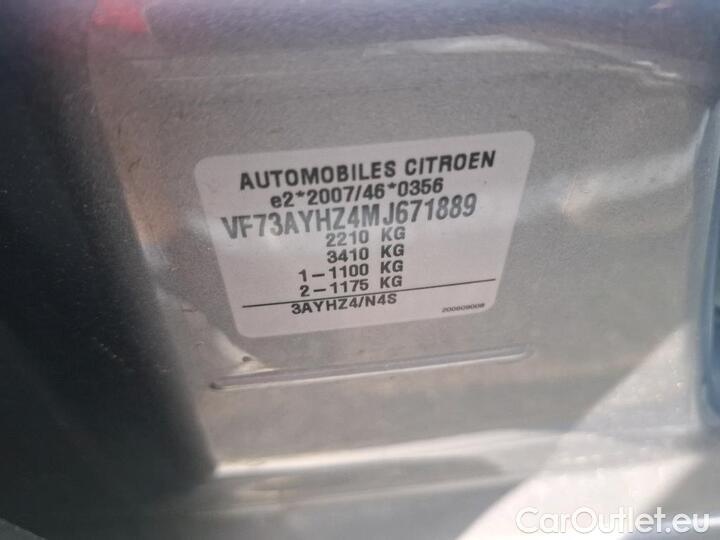 AUTOMOBILES CITROEN
e2*2007/46*0356
VF73AYHZ4MJ671889
2210 KG
3410 KG
1-1100 KG
2-1175 KG
3AYHZ4/N4S
200609008
CarOutlet.eu